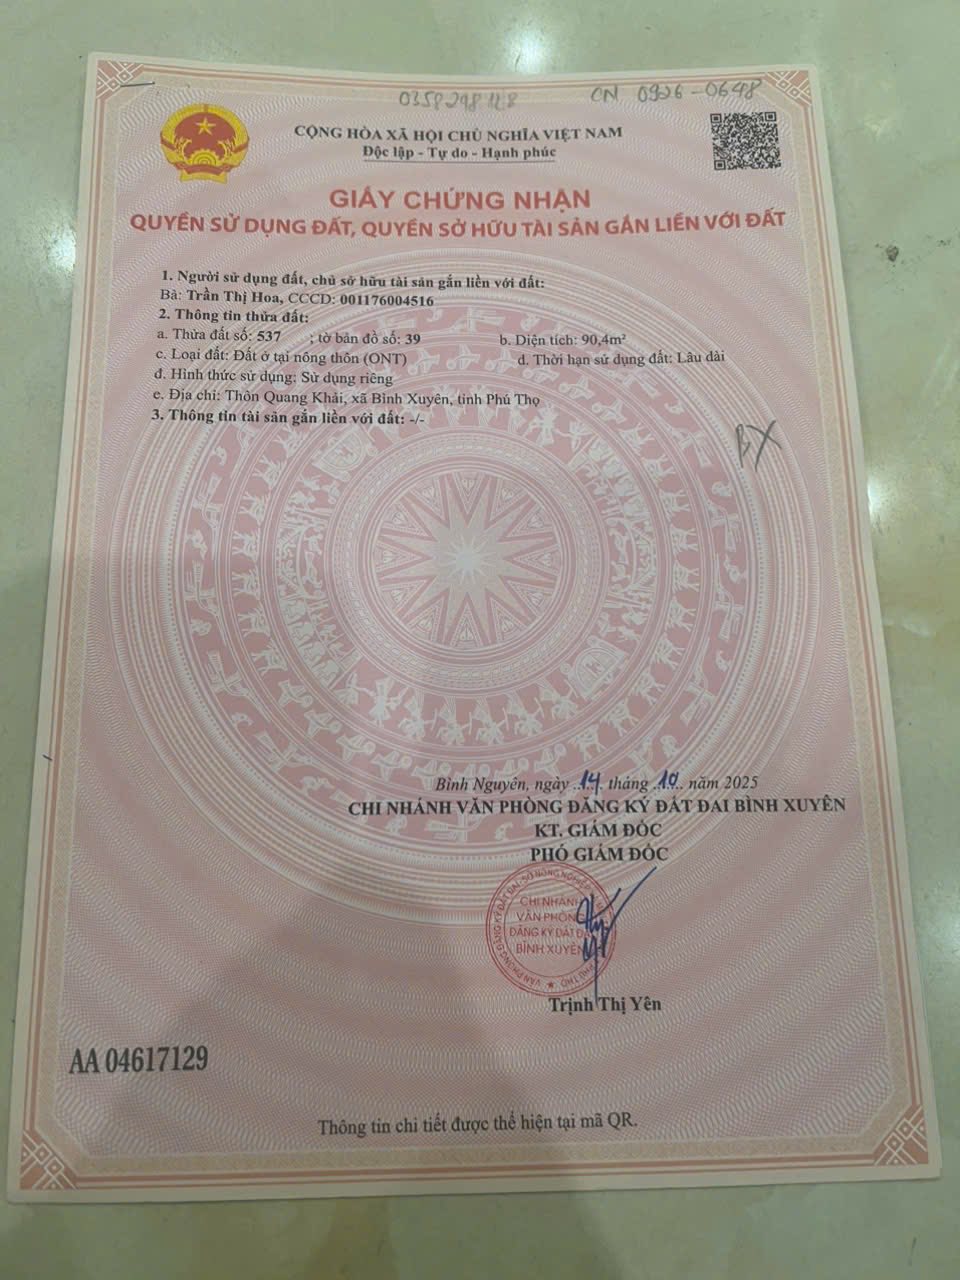 0358298128 CN 0926-0648
CỘNG HÒA XÃ HỘI CHỦ NGHĨA VIỆT NAM
Độc lập - Tự do - Hạnh phúc
GIẤY CHỨNG NHẬN
QUYỀN SỬ DỤNG ĐẤT, QUYỀN SỞ HỮU TÀI SẢN GẮN LIỀN VỚI ĐẤT
1. Người sử dụng đất, chủ sở hữu tài sản gắn liền với đất:
Bà: Trần Thị Hoa, CCCD: 001176004516
2. Thông tin thửa đất:
a. Thửa đất số: 537 ; tờ bản đồ số: 39 b. Diện tích: 90,4m²
c. Loại đất: Đất ở tại nông thôn (ONT) d. Thời hạn sử dụng đất: Lâu dài
đ. Hình thức sử dụng: Sử dụng riêng
e. Địa chỉ: Thôn Quang Khải, xã Bình Xuyên, tỉnh Phú Thọ
3. Thông tin tài sản gắn liền với đất: -/-
BX
Bình Nguyên, ngày 14 tháng 10 năm 2025
CHI NHÁNH VĂN PHÒNG ĐĂNG KÝ ĐẤT ĐAI BÌNH XUYÊN
KT. GIÁM ĐỐC
PHÓ GIÁM ĐỐC
CHI NHÁNH
VĂN PHÒNG
ĐĂNG KÝ ĐẤT ĐAI
BÌNH XUYÊN
Trịnh Thị Yên
AA 04617129
Thông tin chi tiết được thể hiện tại mã QR.